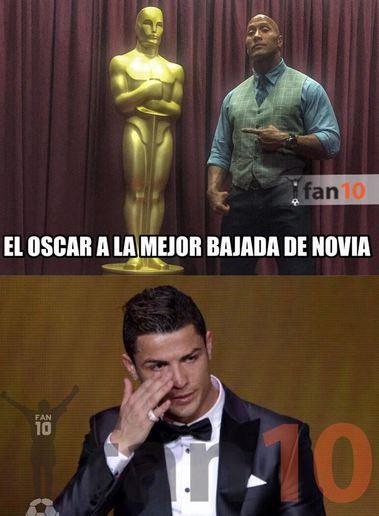 fan10
EL OSCAR A LA MEJOR BAJADA DE NOVIA
FAN
10
fan10